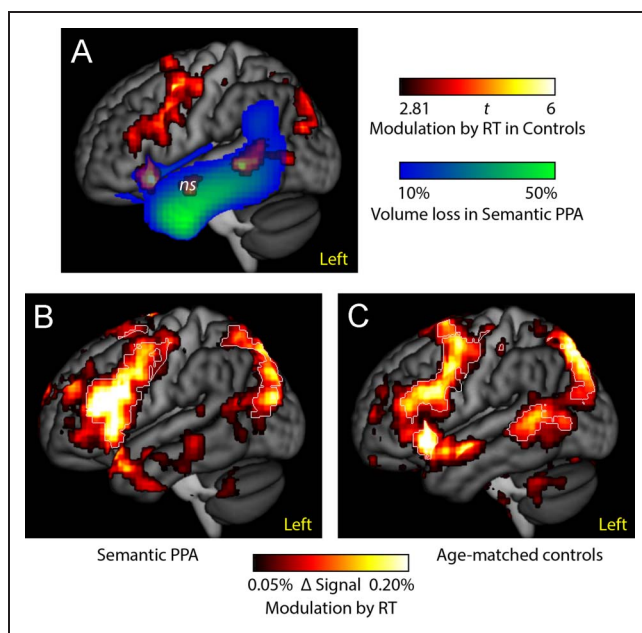 A
ns
Left
2.81 t 6
Modulation by RT in Controls
10% 50%
Volume loss in Semantic PPA
B
Left
C
Left
Semantic PPA
Age-matched controls
0.05% Δ Signal 0.20%
Modulation by RT